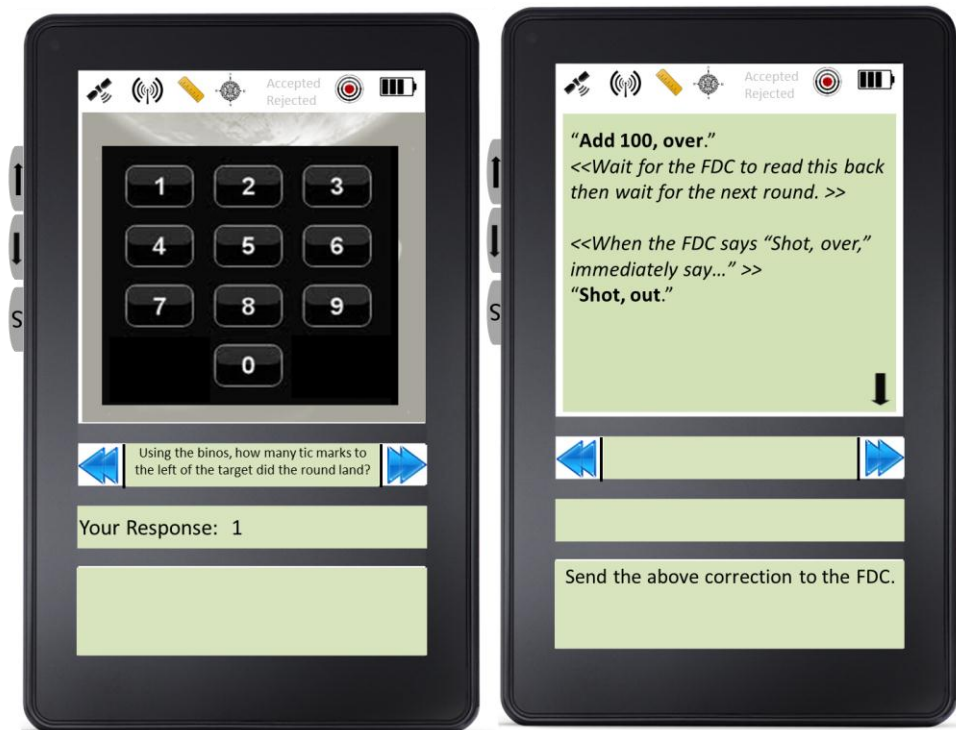 Accepted
Rejected
1 2 3
4 5 6
7 8 9
0
S
Using the binos, how many tic marks to
the left of the target did the round land?
Your Response: 1
Accepted
Rejected
“Add 100, over.”
<<Wait for the FDC to read this back
then wait for the next round. >>
<<When the FDC says “Shot, over,”
immediately say…” >>
“Shot, out.”
S
Send the above correction to the FDC.